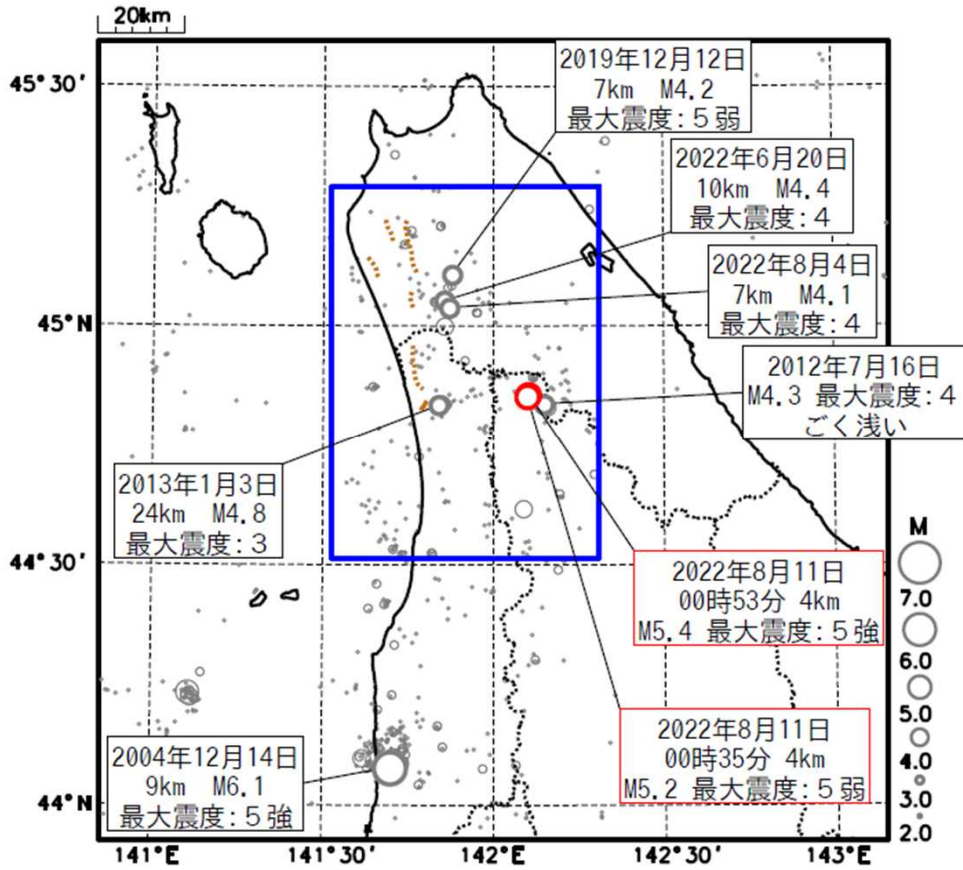 20km
45°30′
45°N
44°30′
44°N
141°E
141°30′
142°E
142°30′
143°E
2019年12月12日
7km M4.2
最大震度:5弱
2022年6月20日
10km M4.4
最大震度:4
2022年8月4日
7km M4.1
最大震度:4
2012年7月16日
M4.3 最大震度:4
ごく浅い
2013年1月3日
24km M4.8
最大震度:3
2022年8月11日
00時53分 4km
M5.4 最大震度:5強
2022年8月11日
00時35分 4km
M5.2 最大震度:5弱
2004年12月14日
9km M6.1
最大震度:5強
M
7.0
6.0
5.0
4.0
3.0
2.0